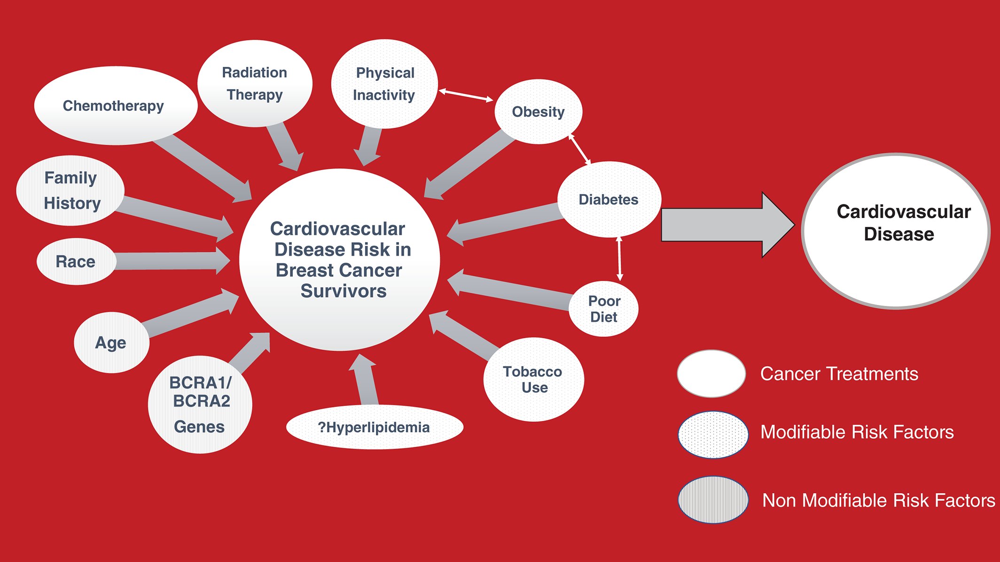 Chemotherapy
Radiation
Therapy
Physical
Inactivity
Obesity
Diabetes
Poor
Diet
Tobacco
Use
?Hyperlipidemia
BCRA1/
BCRA2
Genes
Age
Race
Family
History
Cardiovascular
Disease Risk in
Breast Cancer
Survivors
Cardiovascular
Disease
Cancer Treatments
Modifiable Risk Factors
Non Modifiable Risk Factors